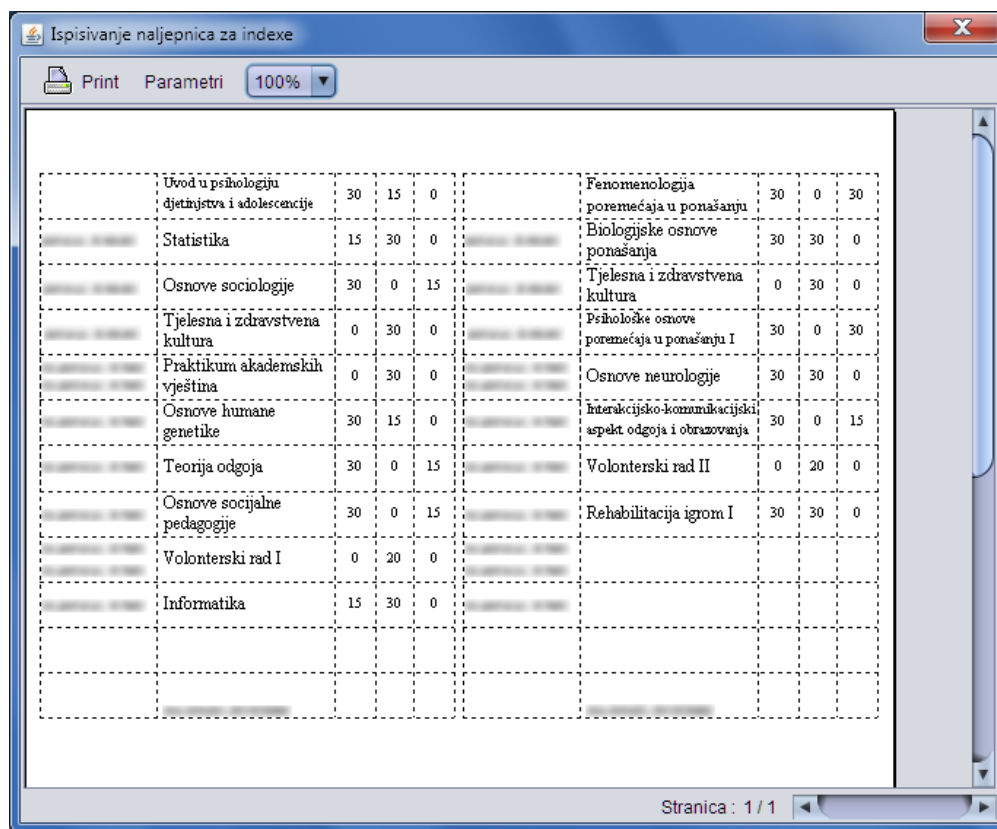 Ispisivanje naljepnica za indexe
Print Parametri 100%
Uvod u psihologiju
djetinjstva i adolescencije 30 15 0
Fenomenologija
poremećaja u ponašanju 30 0 30
Statistika 15 30 0
Biologijske osnove
ponašanja 30 30 0
Osnove sociologije 30 0 15
Tjelesna i zdravstvena
kultura 0 30 0
Tjelesna i zdravstvena
kultura 0 30 0
Psihološke osnove
poremećaja u ponašanju I 30 0 30
Praktikum akademskih
vještina 0 30 0
Osnove neurologije 30 30 0
Osnove humane
genetike 30 15 0
Interakcijsko-komunikacijski
aspekt odgoja i obrazovanja 30 0 15
Teorija odgoja 30 0 15
Volonterski rad II 0 20 0
Osnove socijalne
pedagogije 30 0 15
Rehabilitacija igrom I 30 30 0
Volonterski rad I 0 20 0
Informatika 15 30 0
Stranica : 1 / 1